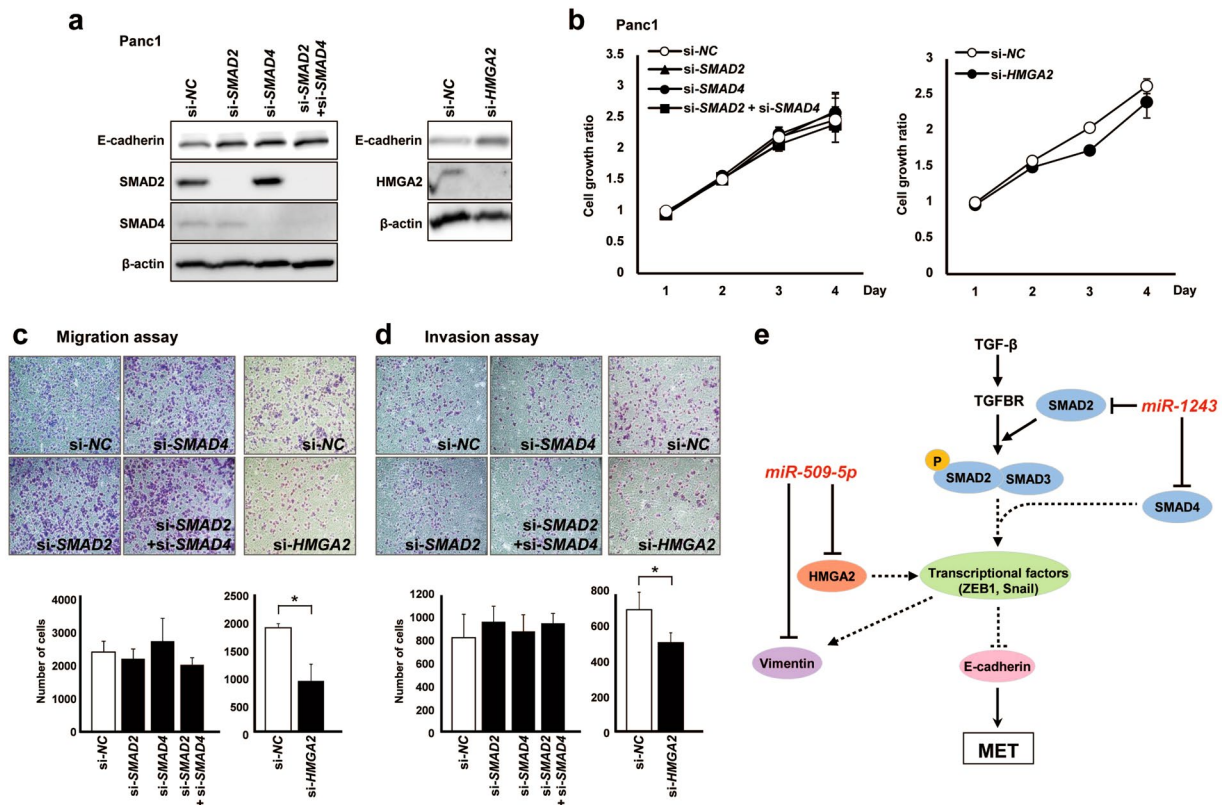 a
Panc1
si-NC
si-SMAD2
si-SMAD4
si-SMAD2
+si-SMAD4
E-cadherin
SMAD2
SMAD4
β-actin
si-NC
si-HMGA2
E-cadherin
HMGA2
β-actin
b
Panc1
si-NC
si-SMAD2
si-SMAD4
si-SMAD2 + si-SMAD4
Cell growth ratio
3.5
3
2.5
2
1.5
1
0.5
0
1 2 3 4 Day
si-NC
si-HMGA2
Cell growth ratio
3
2.5
2
1.5
1
0.5
0
1 2 3 4 Day
c
Migration assay
si-NC
si-SMAD4
si-NC
si-SMAD2
si-SMAD2
+si-SMAD4
si-HMGA2
Number of cells
4000
3000
2000
1000
0
si-NC
si-SMAD2
si-SMAD4
si-SMAD2
+ si-SMAD4
2500
2000
1500
1000
500
0
*
si-NC
si-HMGA2
d
Invasion assay
si-NC
si-SMAD4
si-NC
si-SMAD2
si-SMAD2
+si-SMAD4
si-HMGA2
Number of cells
1200
1000
800
600
400
200
0
si-NC
si-SMAD2
si-SMAD4
si-SMAD2
+ si-SMAD4
800
600
400
200
0
*
si-NC
si-HMGA2
e
TGF-β
TGFBR
SMAD2
miR-1243
P
SMAD2
SMAD3
SMAD4
miR-509-5p
HMGA2
Transcriptional factors
(ZEB1, Snail)
Vimentin
E-cadherin
MET